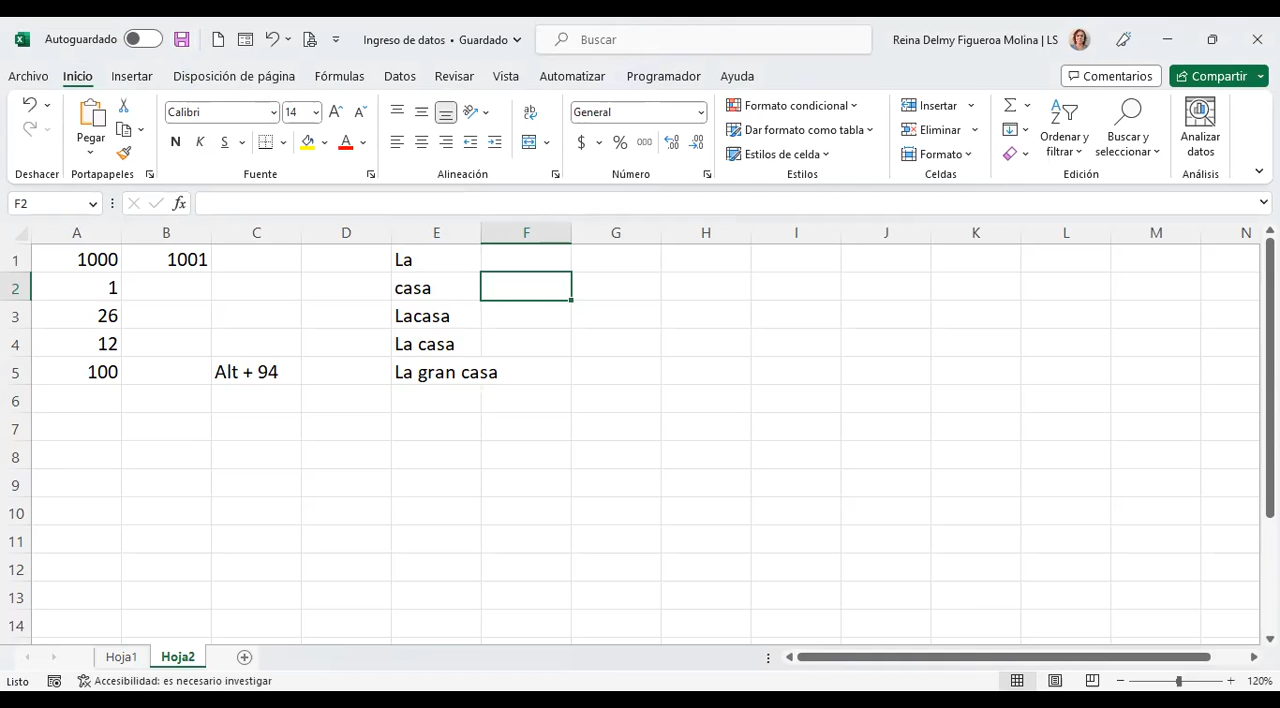 Autoguardado
Ingreso de datos • Guardado
Buscar
Reina Delmy Figueroa Molina | LS
Archivo Inicio Insertar Disposición de página Fórmulas Datos Revisar Vista Automatizar Programador Ayuda
Comentarios Compartir
Pegar
Calibri 14
N K S
General
$ % 000
Formato condicional
Dar formato como tabla
Estilos de celda
Insertar
Eliminar
Formato
Ordenar y
filtrar
Buscar y
seleccionar
Analizar
datos
Deshacer Portapapeles Fuente Alineación Número Estilos Celdas Edición Análisis
F2 fx
A B C D E F G H I J K L M N
1 1000 1001 La
2 1 casa
3 26 Lacasa
4 12 La casa
5 100 Alt + 94 La gran casa
6
7
8
9
10
11
12
13
14
Hoja1 Hoja2
Listo Accesibilidad: es necesario investigar 120%